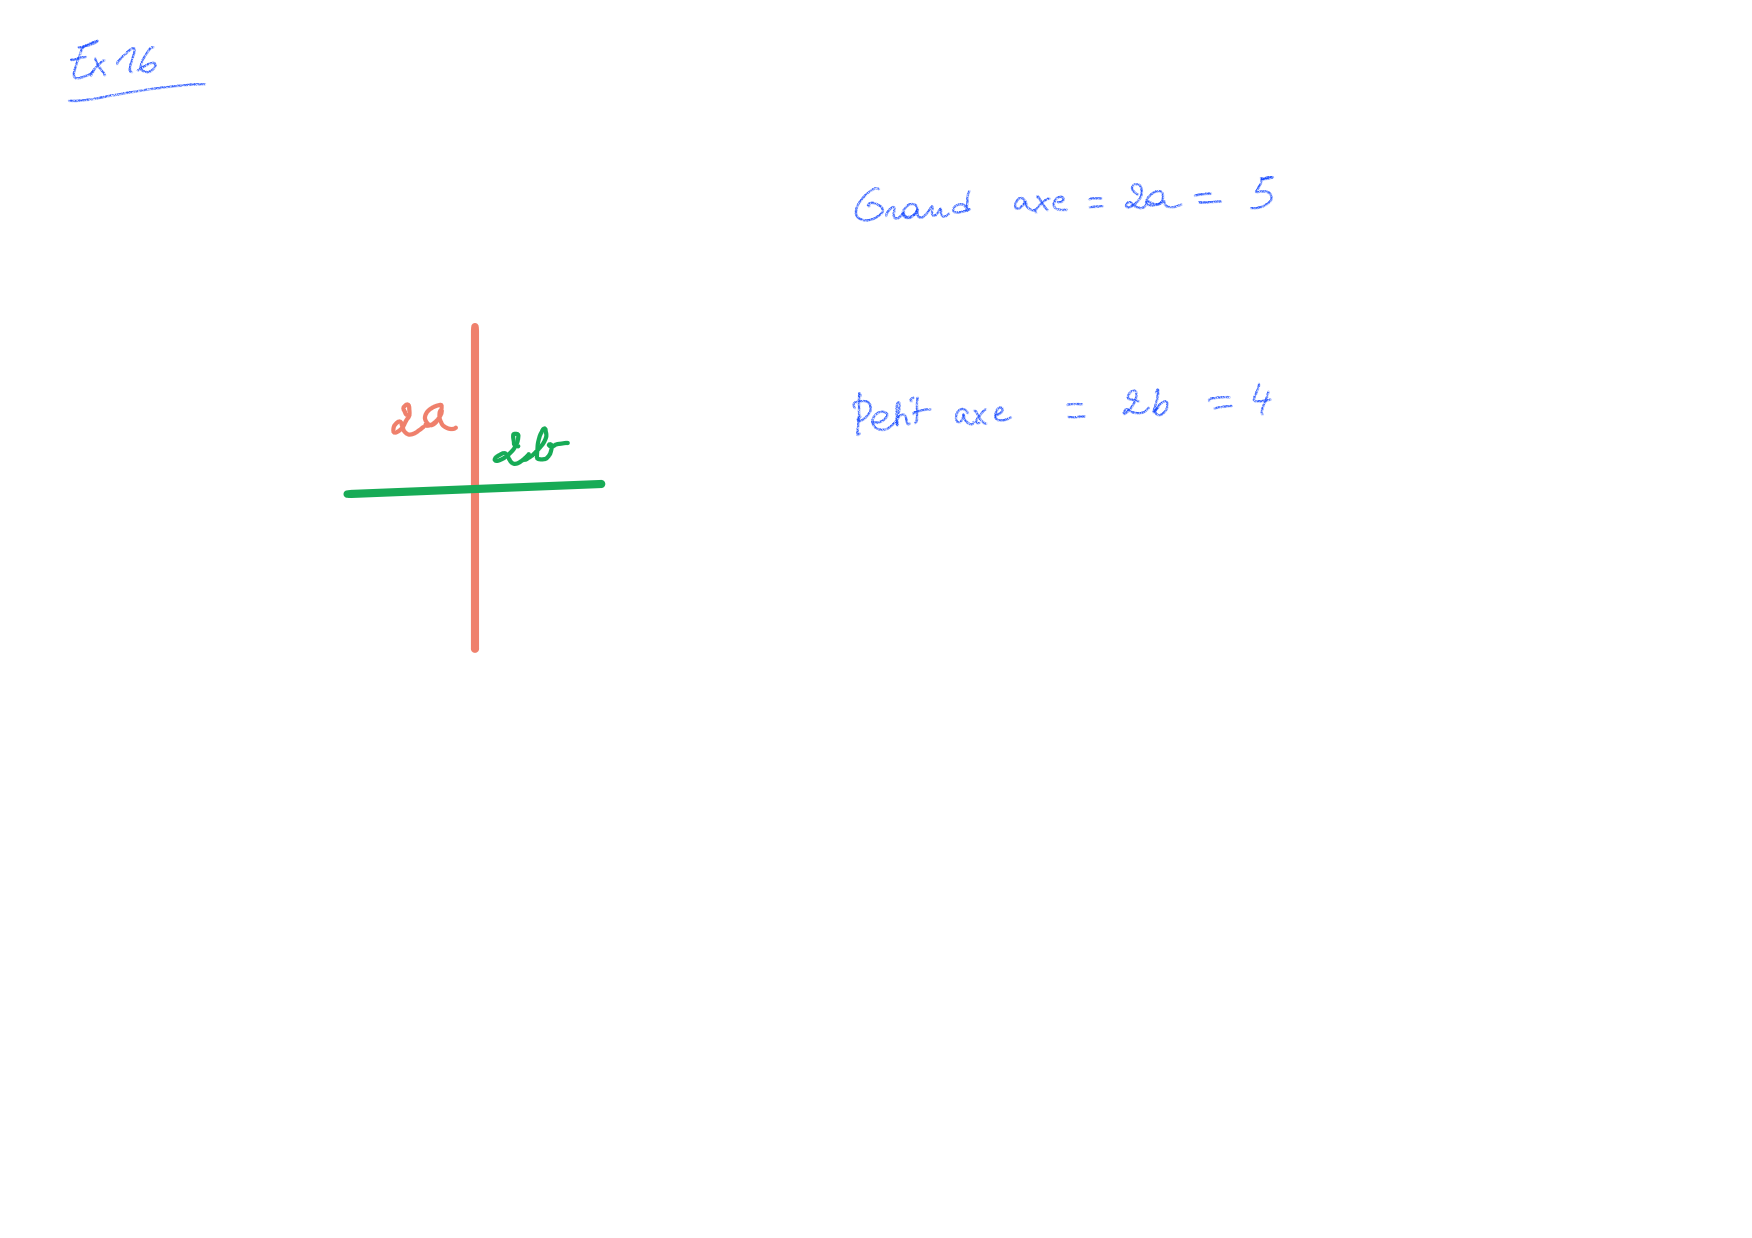 Ex 16
Grand axe = 2a = 5
2a
Petit axe = 2b = 4
2b